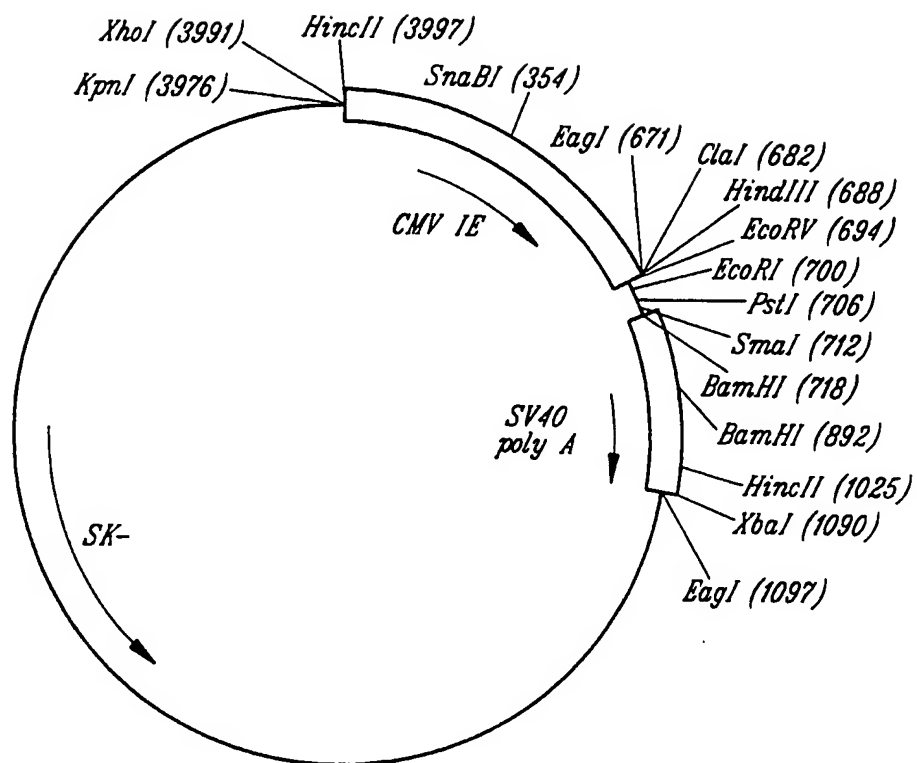 XhoI (3991)
HincII (3997)
KpnI (3976)
SnaBI (354)
EagI (671)
ClaI (682)
HindIII (688)
EcoRV (694)
EcoRI (700)
PstI (706)
SmaI (712)
BamHI (718)
BamHI (892)
HincII (1025)
XbaI (1090)
EagI (1097)
CMV IE
SV40
poly A
SK-